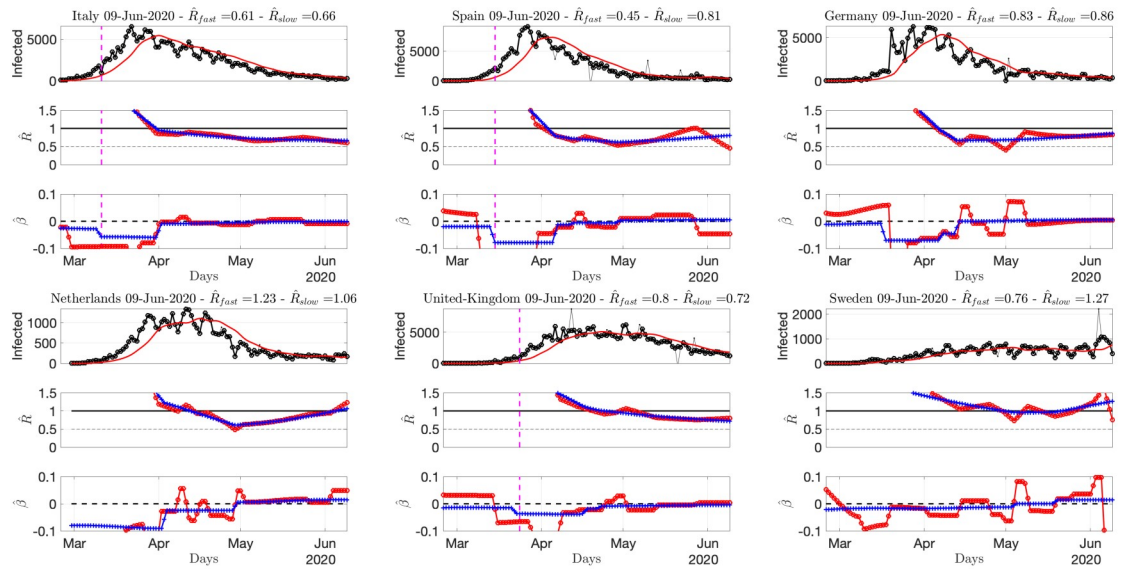 Italy 09-Jun-2020 - R̂fast =0.61 - R̂slow =0.66
Infected
5000
0
R̂
1.5
1
0.5
0
β̂
0.1
0
-0.1
Mar Apr May Jun
Days
2020
Spain 09-Jun-2020 - R̂fast =0.45 - R̂slow =0.81
Infected
5000
0
R̂
1.5
1
0.5
0
β̂
0.1
0
-0.1
Mar Apr May Jun
Days
2020
Germany 09-Jun-2020 - R̂fast =0.83 - R̂slow =0.86
Infected
6000
4000
2000
0
R̂
1.5
1
0.5
0
β̂
0.1
0
-0.1
Mar Apr May Jun
Days
2020
Netherlands 09-Jun-2020 - R̂fast =1.23 - R̂slow =1.06
Infected
1000
500
0
R̂
1.5
1
0.5
0
β̂
0.1
0
-0.1
Mar Apr May Jun
Days
2020
United-Kingdom 09-Jun-2020 - R̂fast =0.8 - R̂slow =0.72
Infected
5000
0
R̂
1.5
1
0.5
0
β̂
0.1
0
-0.1
Mar Apr May Jun
Days
2020
Sweden 09-Jun-2020 - R̂fast =0.76 - R̂slow =1.27
Infected
2000
1000
0
R̂
1.5
1
0.5
0
β̂
0.1
0
-0.1
Mar Apr May Jun
Days
2020